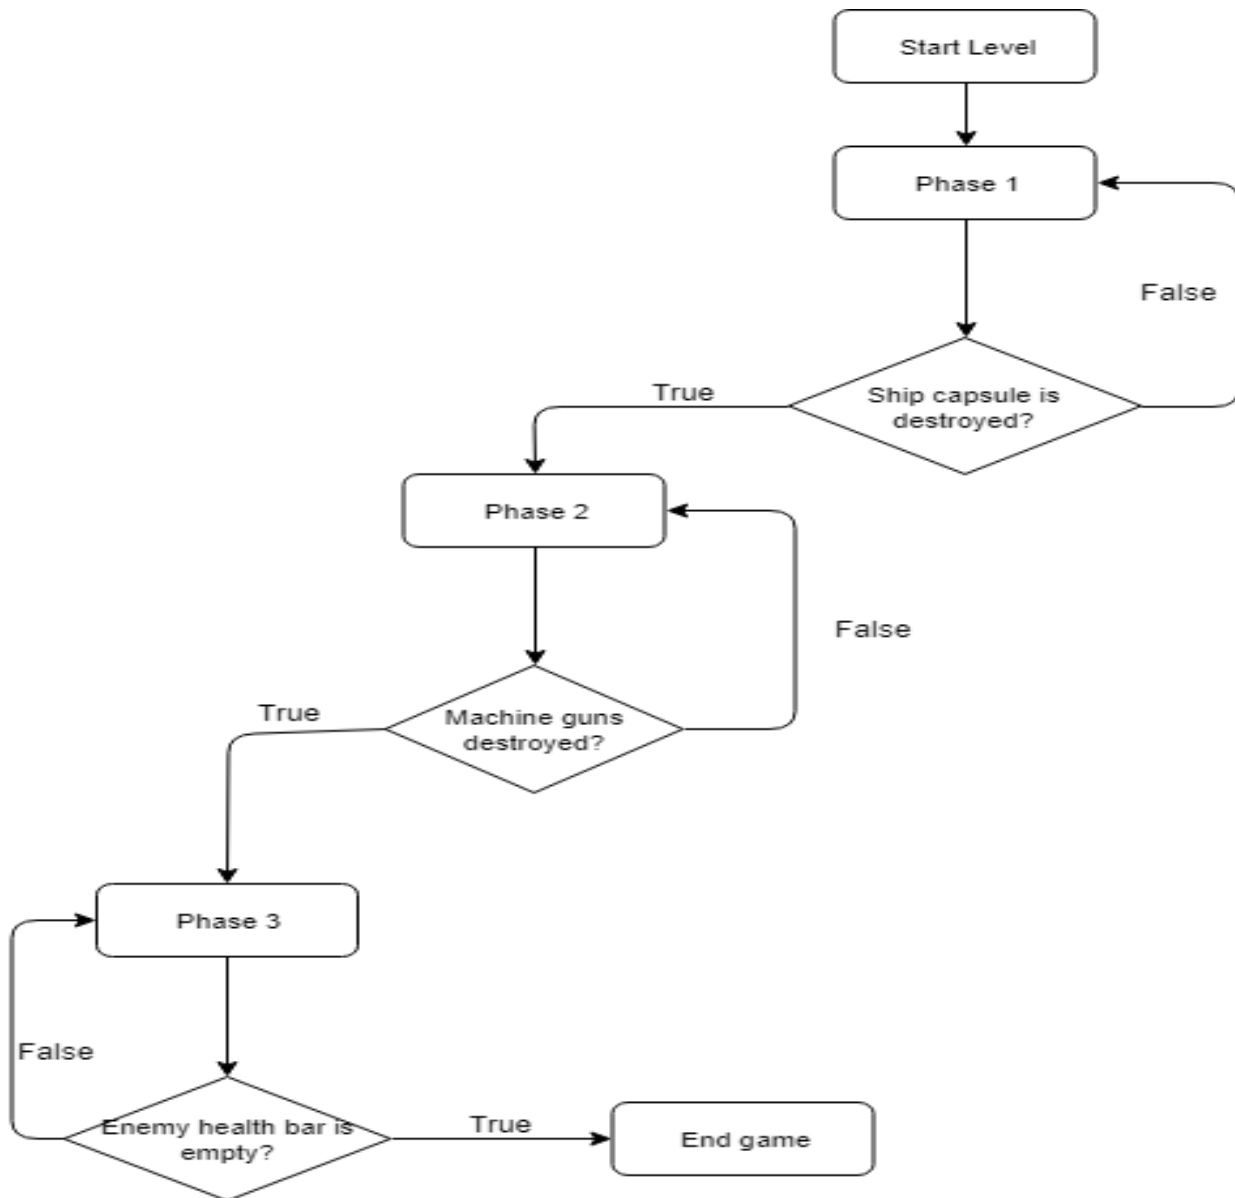 Start Level
Phase 1
False
Ship capsule is
destroyed?
True
Phase 2
False
Machine guns
destroyed?
True
Phase 3
False
Enemy health bar is
empty?
True
End game